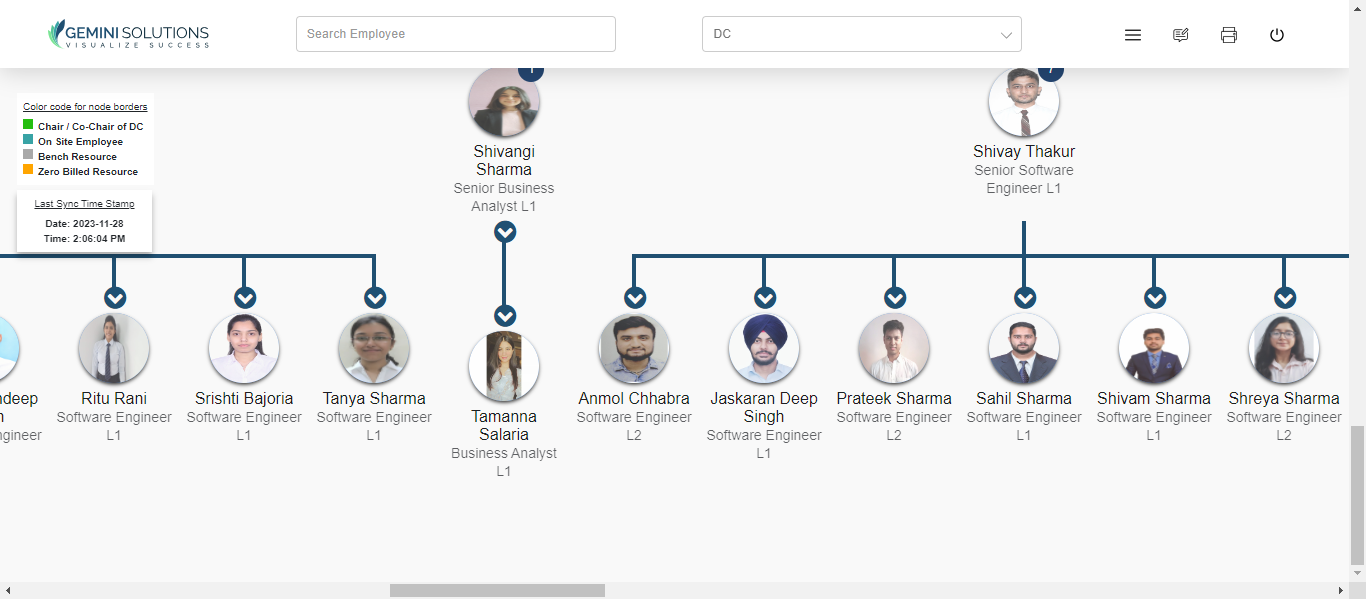 GEMINI SOLUTIONS
VISUALIZE SUCCESS
Search Employee
DC
Color code for node borders
Chair / Co-Chair of DC
On Site Employee
Bench Resource
Zero Billed Resource
Last Sync Time Stamp
Date: 2023-11-28
Time: 2:06:04 PM
Shivangi
Sharma
Senior Business
Analyst L1
Shivay Thakur
Senior Software
Engineer L1
Ritu Rani
Software Engineer
L1
Srishti Bajoria
Software Engineer
L1
Tanya Sharma
Software Engineer
L1
Tamanna
Salaria
Business Analyst
L1
Anmol Chhabra
Software Engineer
L2
Jaskaran Deep
Singh
Software Engineer
L1
Prateek Sharma
Software Engineer
L2
Sahil Sharma
Software Engineer
L1
Shivam Sharma
Software Engineer
L1
Shreya Sharma
Software Engineer
L2